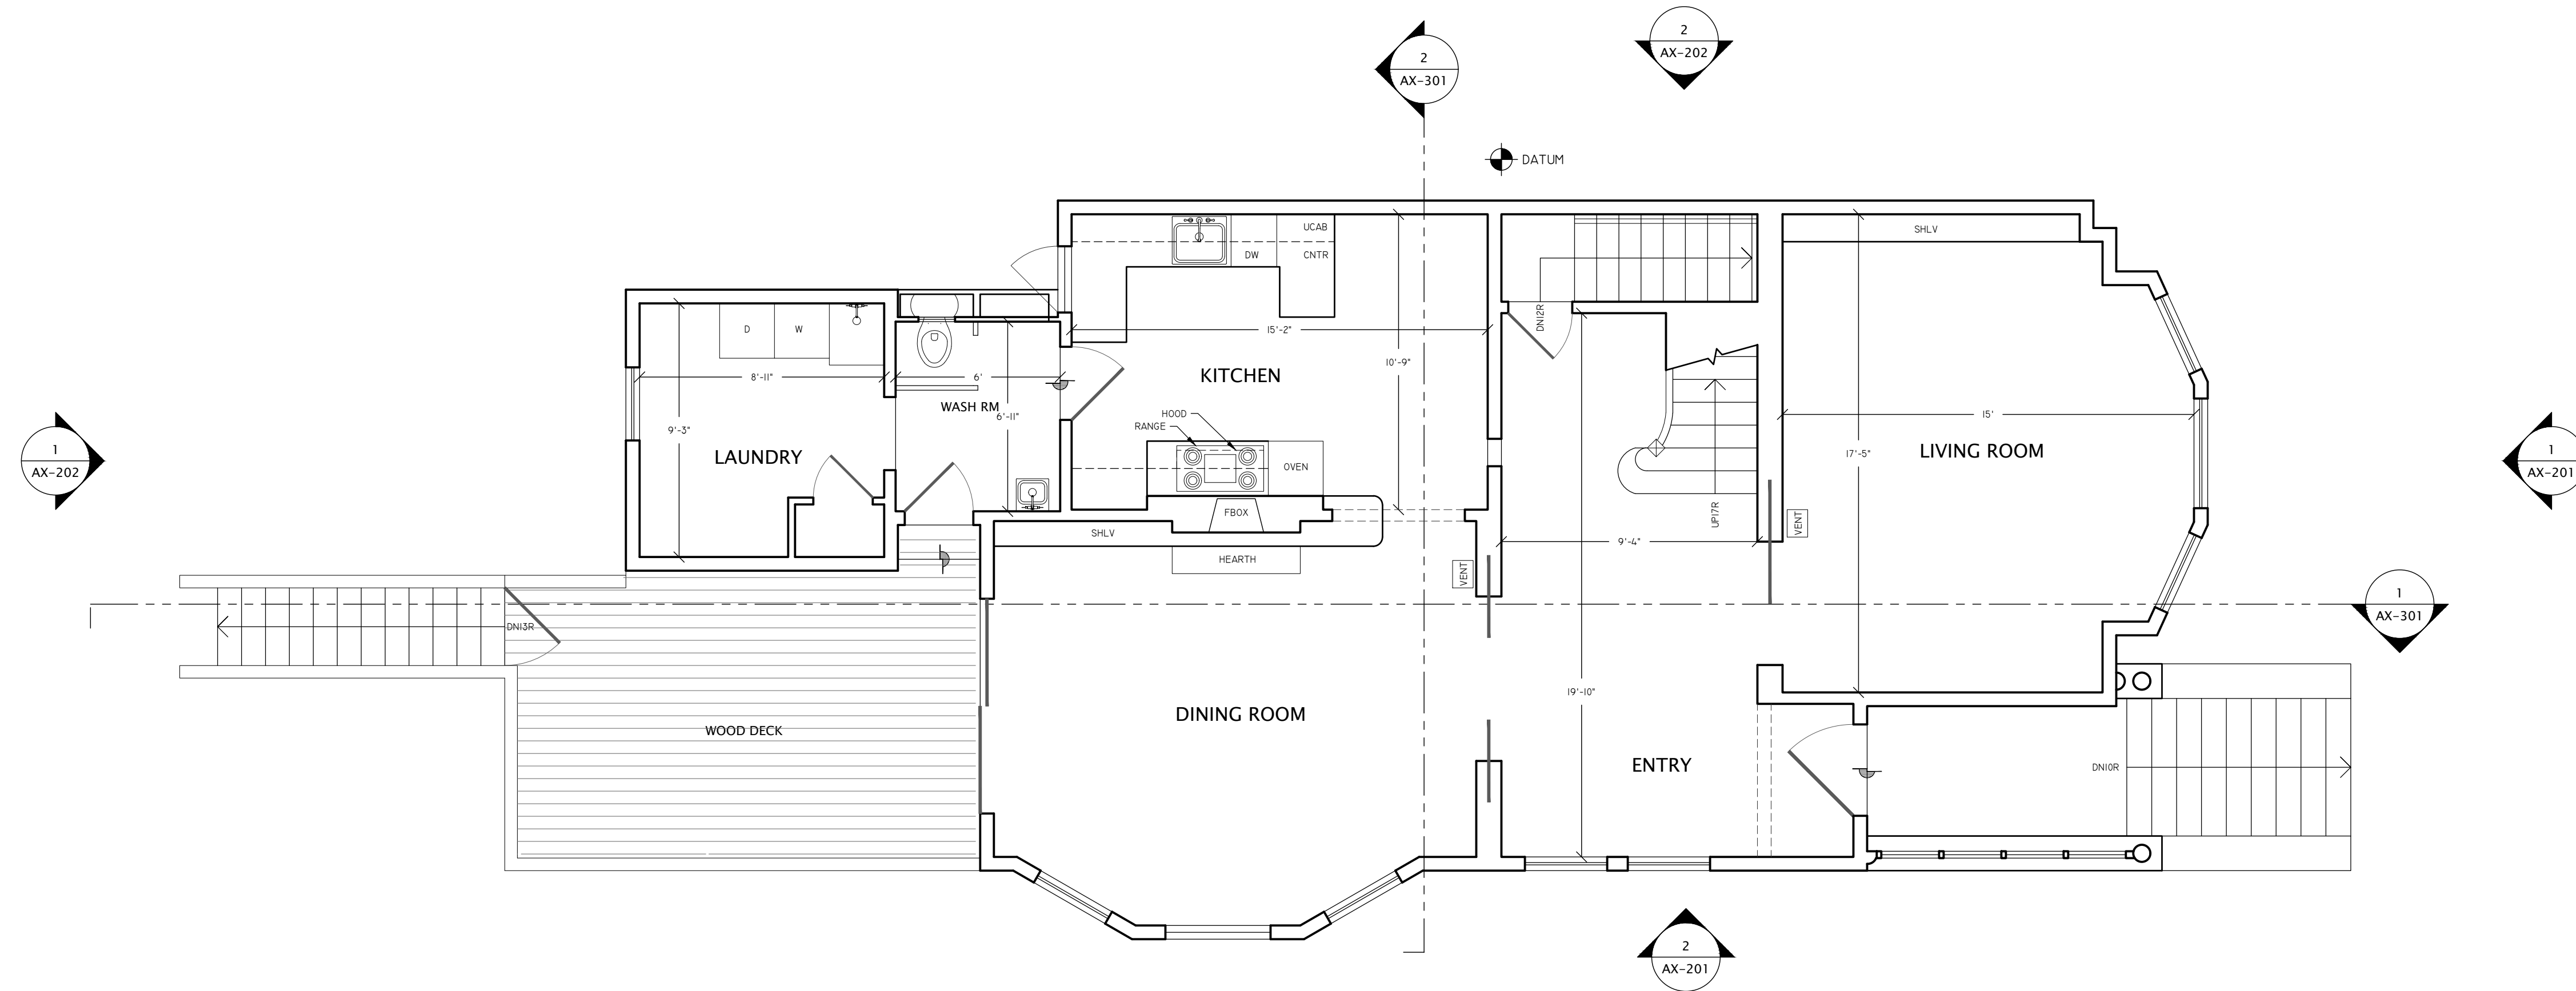 2
AX-202
2
AX-301
DATUM
UCAB
SHLV
DW
CNTR
DN12R
D
W
15'-2"
10'-9"
8'-11"
6'
KITCHEN
WASH RM
6'-11"
HOOD
RANGE
15'
9'-3"
LAUNDRY
1
AX-202
OVEN
17'-5"
LIVING ROOM
1
AX-201
FBOX
UP17R
VENT
SHLV
9'-4"
HEARTH
VENT
1
AX-301
DN13R
19'-10"
DINING ROOM
WOOD DECK
ENTRY
DN10R
2
AX-201